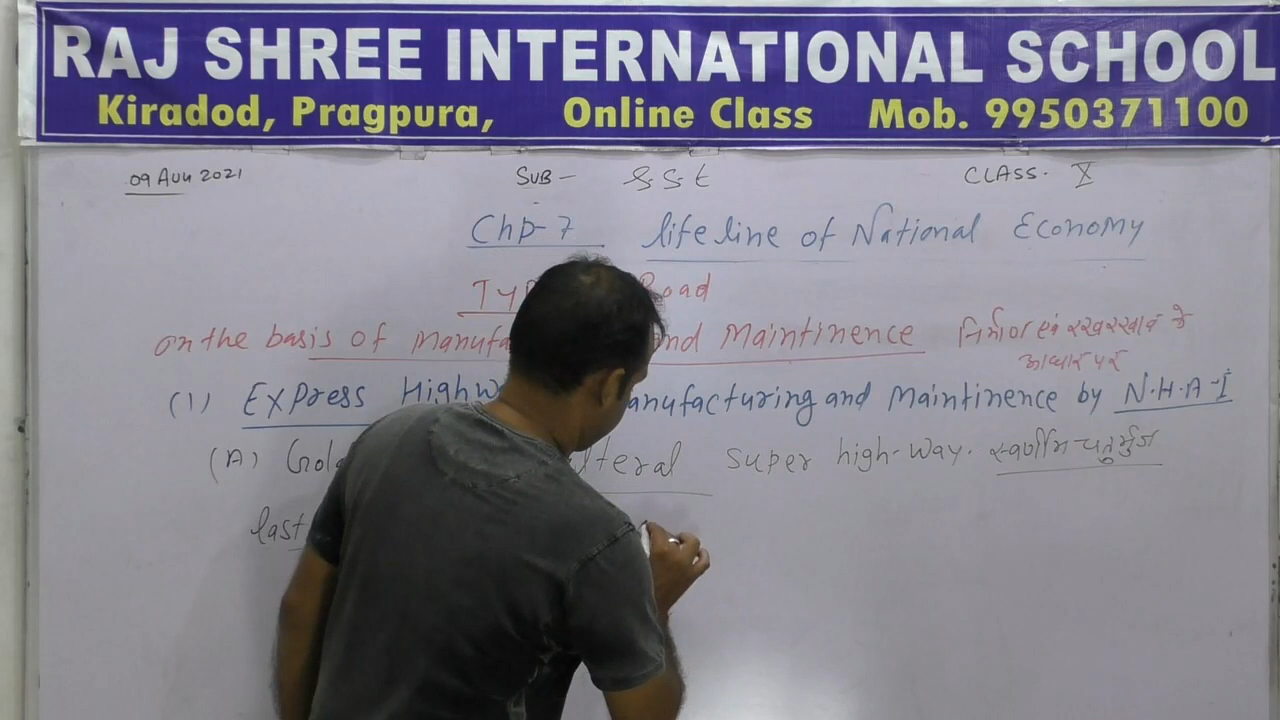 RAJ SHREE INTERNATIONAL SCHOOL
Kiradod, Pragpura, Online Class Mob. 9950371100
09 AUG 2021 SUB- S.S.t CLASS. X
Chp-7 life line of National Economy
Road
on the basis of and Maintinence निर्माण एवं रखरखाव के
आधार पर
(1) Express and Maintinence by N.H.A-I
(A) super high-way. स्वर्णिम-चतुर्भुज
last